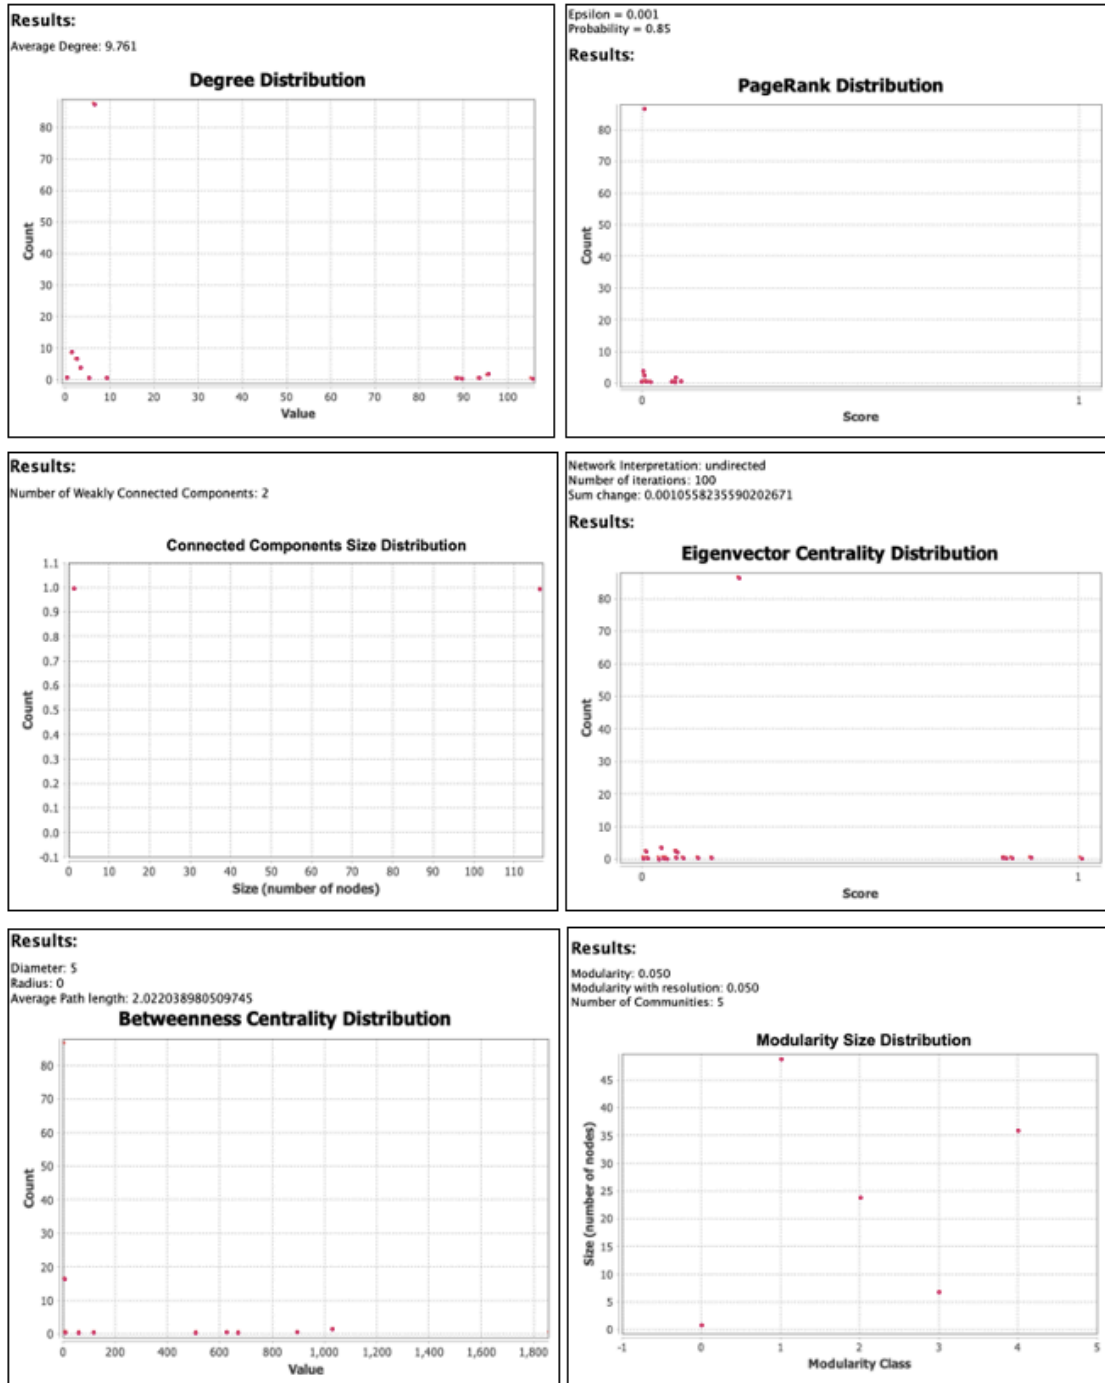 Results:
Average Degree: 9.761
Degree Distribution
Count
80
70
60
50
40
30
20
10
0
0 10 20 30 40 50 60 70 80 90 100
Value
Epsilon = 0.001
Probability = 0.85
Results:
PageRank Distribution
Count
80
70
60
50
40
30
20
10
0
0 1
Score
Results:
Number of Weakly Connected Components: 2
Connected Components Size Distribution
Count
1.1
1.0
0.9
0.8
0.7
0.6
0.5
0.4
0.3
0.2
0.1
0.0
-0.1
0 10 20 30 40 50 60 70 80 90 100 110
Size (number of nodes)
Network Interpretation: undirected
Number of iterations: 100
Sum change: 0.0010558235590202671
Results:
Eigenvector Centrality Distribution
Count
80
70
60
50
40
30
20
10
0
0 1
Score
Results:
Diameter: 5
Radius: 0
Average Path length: 2.022038980509745
Betweenness Centrality Distribution
Count
80
70
60
50
40
30
20
10
0
0 200 400 600 800 1,000 1,200 1,400 1,600 1,800
Value
Results:
Modularity: 0.050
Modularity with resolution: 0.050
Number of Communities: 5
Modularity Size Distribution
Size (number of nodes)
45
40
35
30
25
20
15
10
5
0
-1 0 1 2 3 4 5
Modularity Class